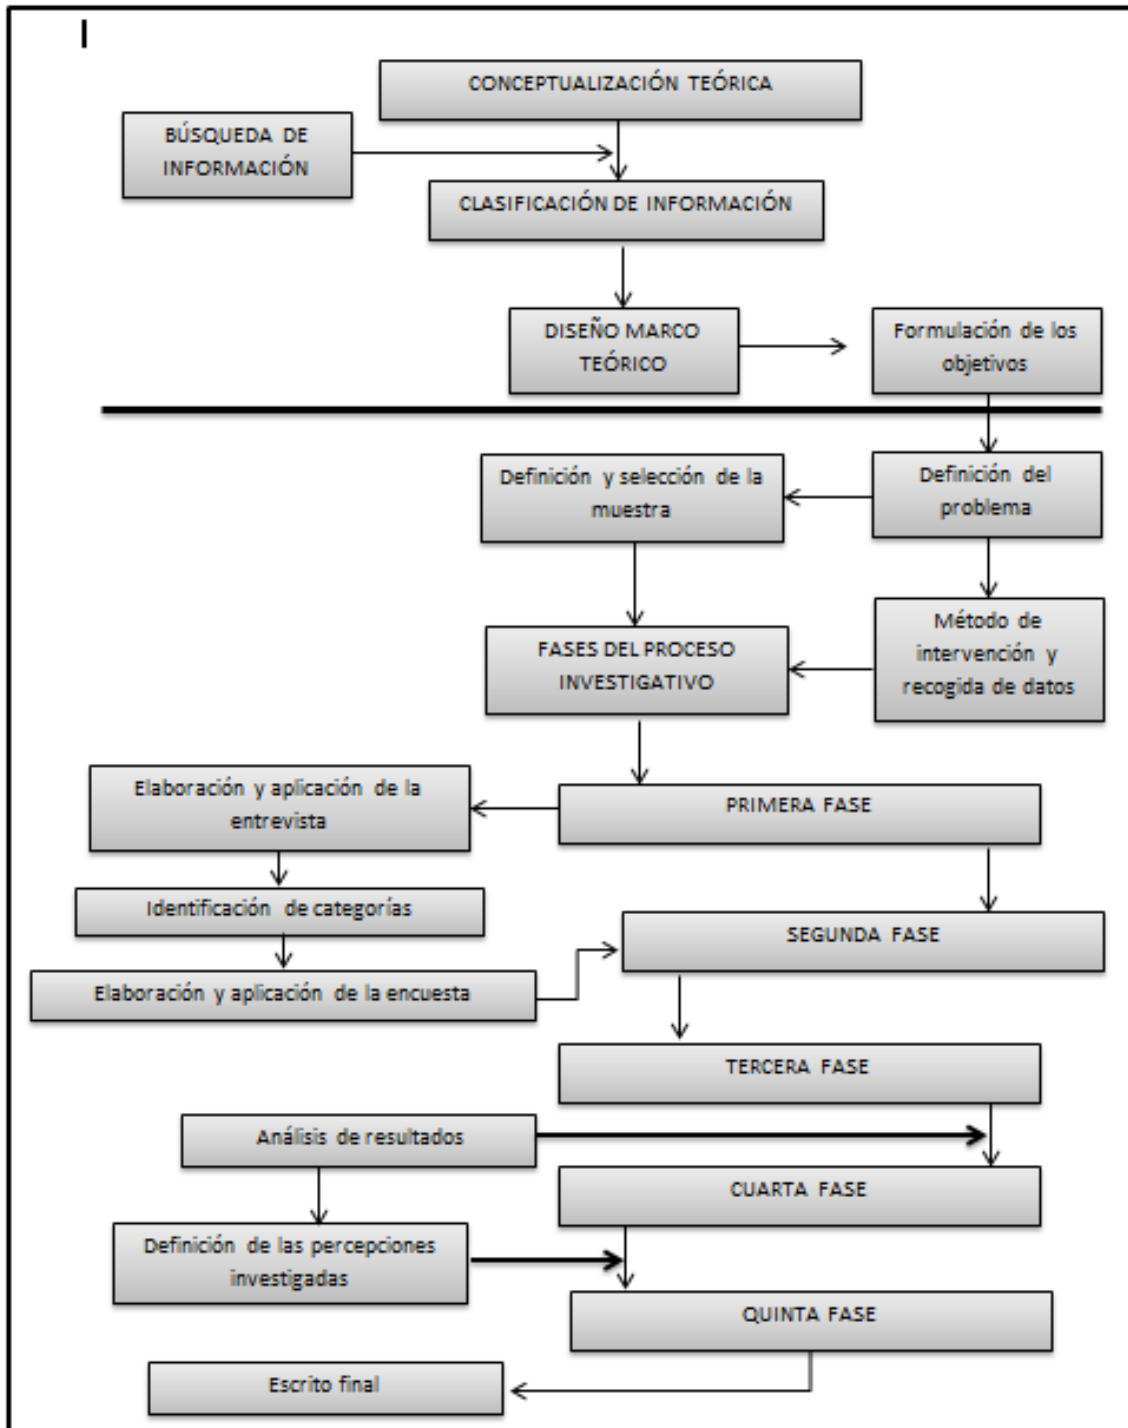 CONCEPTUALIZACIÓN TEÓRICA
BÚSQUEDA DE
INFORMACIÓN
CLASIFICACIÓN DE INFORMACIÓN
DISEÑO MARCO
TEÓRICO
Formulación de los
objetivos
Definición y selección de la
muestra
Definición del
problema
FASES DEL PROCESO
INVESTIGATIVO
Método de
intervención y
recogida de datos
Elaboración y aplicación de la
entrevista
PRIMERA FASE
Identificación de categorías
SEGUNDA FASE
Elaboración y aplicación de la encuesta
TERCERA FASE
Análisis de resultados
CUARTA FASE
Definición de las percepciones
investigadas
QUINTA FASE
Escrito final